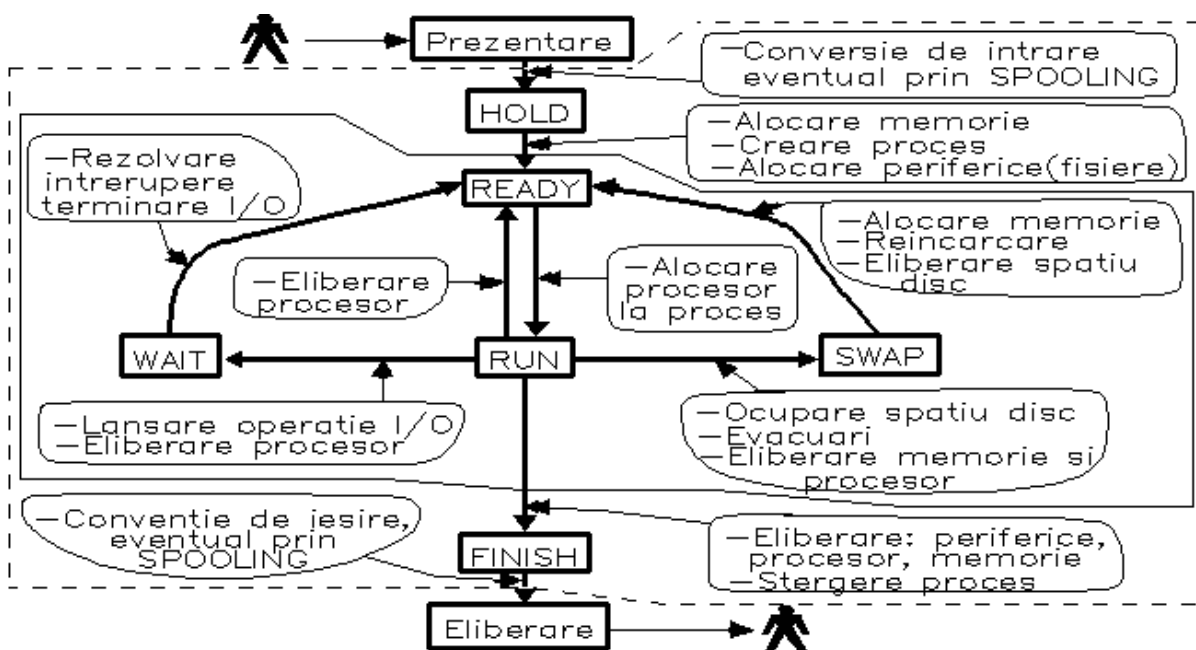 Prezentare
—Conversie de intrare
eventual prin SPOOLING
HOLD
—Alocare memorie
—Creare proces
—Alocare periferice(fisiere)
—Rezolvare
intrerupere
terminare I/O
READY
—Alocare memorie
—Reincarcare
—Eliberare spatiu
disc
—Eliberare
procesor
—Alocare
procesor
la proces
WAIT
RUN
SWAP
—Lansare operatie I/O
—Eliberare procesor
—Ocupare spatiu disc
—Evacuari
—Eliberare memorie si
procesor
—Conventie de iesire,
eventual prin
SPOOLING
FINISH
—Eliberare: periferice,
procesor, memorie
—Stergere proces
Eliberare